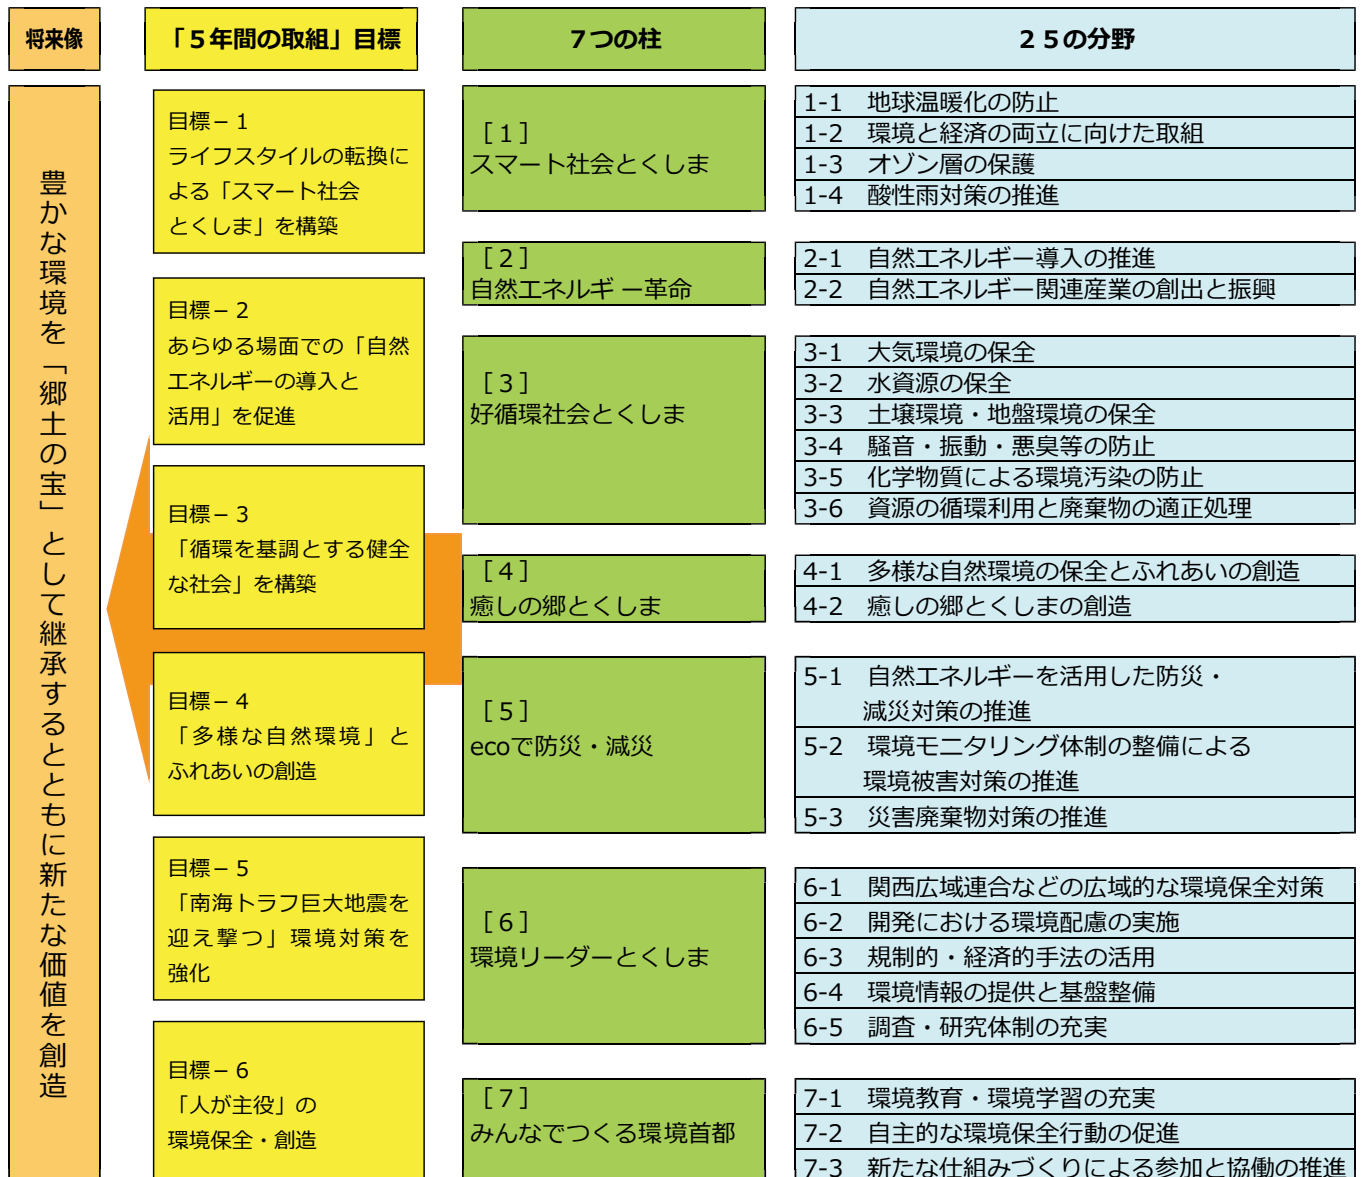 将来像
「５年間の取組」目標
７つの柱
２５の分野
豊かな環境を「郷土の宝」として継承するとともに新たな価値を創造
目標－１
ライフスタイルの転換に
よる「スマート社会
とくしま」を構築
目標－２
あらゆる場面での「自然
エネルギーの導入と
活用」を促進
目標－３
「循環を基調とする健全
な社会」を構築
目標－４
「多様な自然環境」と
ふれあいの創造
目標－５
「南海トラフ巨大地震を
迎え撃つ」環境対策を
強化
目標－６
「人が主役」の
環境保全・創造
［１］
スマート社会とくしま
［２］
自然エネルギー革命
［３］
好循環社会とくしま
［４］
癒しの郷とくしま
［５］
ecoで防災・減災
［６］
環境リーダーとくしま
［７］
みんなでつくる環境首都
1-1 地球温暖化の防止
1-2 環境と経済の両立に向けた取組
1-3 オゾン層の保護
1-4 酸性雨対策の推進
2-1 自然エネルギー導入の推進
2-2 自然エネルギー関連産業の創出と振興
3-1 大気環境の保全
3-2 水資源の保全
3-3 土壌環境・地盤環境の保全
3-4 騒音・振動・悪臭等の防止
3-5 化学物質による環境汚染の防止
3-6 資源の循環利用と廃棄物の適正処理
4-1 多様な自然環境の保全とふれあいの創造
4-2 癒しの郷とくしまの創造
5-1 自然エネルギーを活用した防災・
減災対策の推進
5-2 環境モニタリング体制の整備による
環境被害対策の推進
5-3 災害廃棄物対策の推進
6-1 関西広域連合などの広域的な環境保全対策
6-2 開発における環境配慮の実施
6-3 規制的・経済的手法の活用
6-4 環境情報の提供と基盤整備
6-5 調査・研究体制の充実
7-1 環境教育・環境学習の充実
7-2 自主的な環境保全行動の促進
7-3 新たな仕組みづくりによる参加と協働の推進